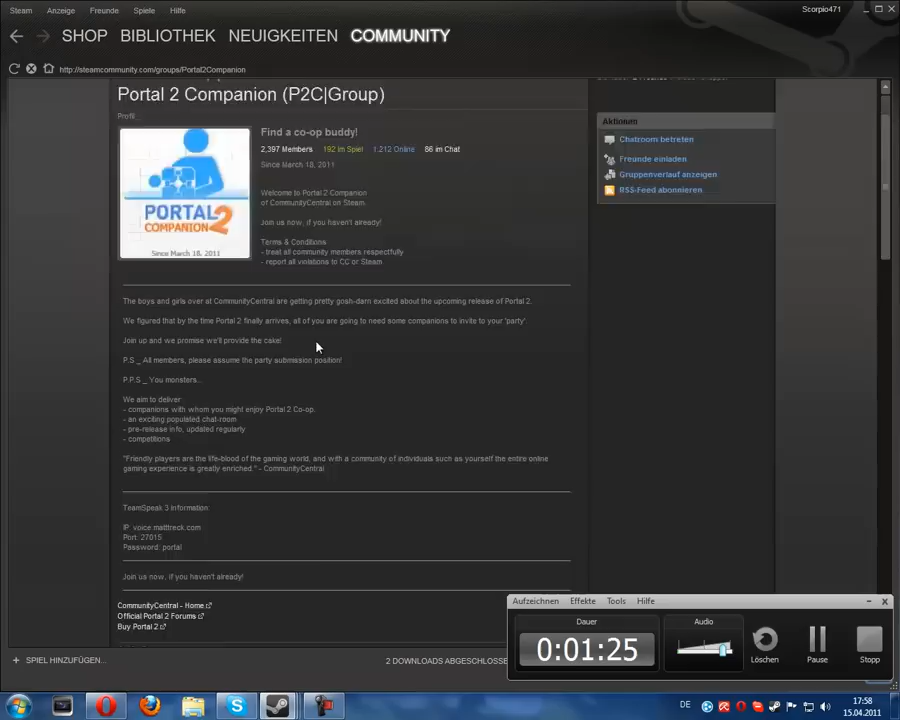 Steam Anzeige Freunde Spiele Hilfe
Scorpio471
SHOP BIBLIOTHEK NEUIGKEITEN COMMUNITY
http://steamcommunity.com/groups/Portal2Companion
Portal 2 Companion (P2C|Group)
Profil
Find a co-op buddy!
2,397 Members 192 im Spiel 1,212 Online 86 im Chat
Since March 18, 2011
PORTAL 2
COMPANION
Since March 18, 2011
Welcome to Portal 2 Companion
of CommunityCentral on Steam.
Join us now, if you haven't already!
Terms & Conditions
- treat all community members respectfully
- report all violations to CC or Steam.
Aktionen
Chatroom betreten
Freunde einladen
Gruppenverlauf anzeigen
RSS-Feed abonnieren
The boys and girls over at CommunityCentral are getting pretty gosh-darn excited about the upcoming release of Portal 2.
We figured that by the time Portal 2 finally arrives, all of you are going to need some companions to invite to your 'party'.
Join up and we promise we'll provide the cake!
P.S _ All members, please assume the party submission position!
P.P.S _ You monsters...
We aim to deliver:
- companions with whom you might enjoy Portal 2 Co-op.
- an exciting populated chat-room
- pre-release info, updated regularly
- competitions
"Friendly players are the life-blood of the gaming world, and with a community of individuals such as yourself the entire online
gaming experience is greatly enriched." - CommunityCentral
TeamSpeak 3 Information:
IP: voice.matttreck.com
Port: 27015
Password: portal
Join us now, if you haven't already!
CommunityCentral - Home
Official Portal 2 Forums
Buy Portal 2
+ SPIEL HINZUFÜGEN...
2 DOWNLOADS ABGESCHLOSSE
Aufzeichnen Effekte Tools Hilfe
Dauer
0:01:25
Audio
Löschen
Pause
Stopp
DE
17:58
15.04.2011